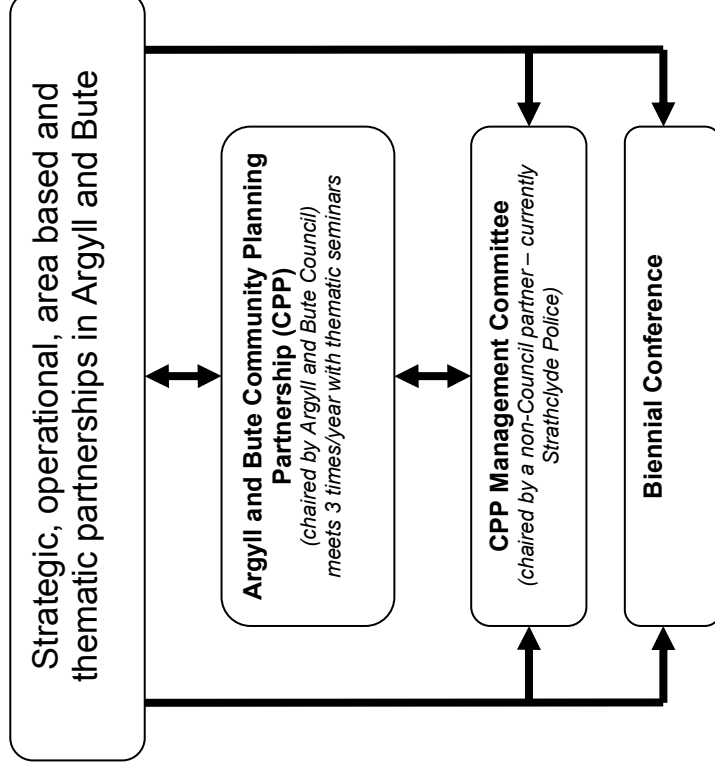 Strategic, operational, area based and
thematic partnerships in Argyll and Bute
Argyll and Bute Community Planning
Partnership (CPP)
(chaired by Argyll and Bute Council)
meets 3 times/year with thematic seminars
CPP Management Committee
(chaired by a non-Council partner – currently
Strathclyde Police)
Biennial Conference